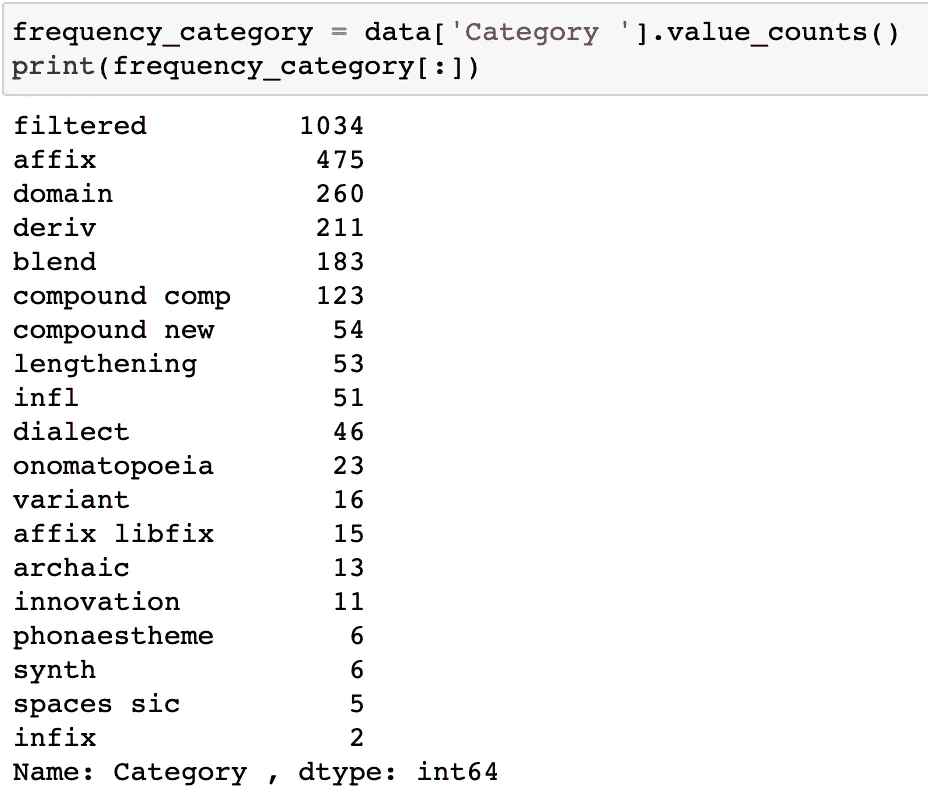 frequency_category = data['Category '].value_counts()
print(frequency_category[:])
filtered 1034
affix 475
domain 260
deriv 211
blend 183
compound comp 123
compound new 54
lengthening 53
infl 51
dialect 46
onomatopoeia 23
variant 16
affix libfix 15
archaic 13
innovation 11
phonaestheme 6
synth 6
spaces sic 5
infix 2
Name: Category , dtype: int64